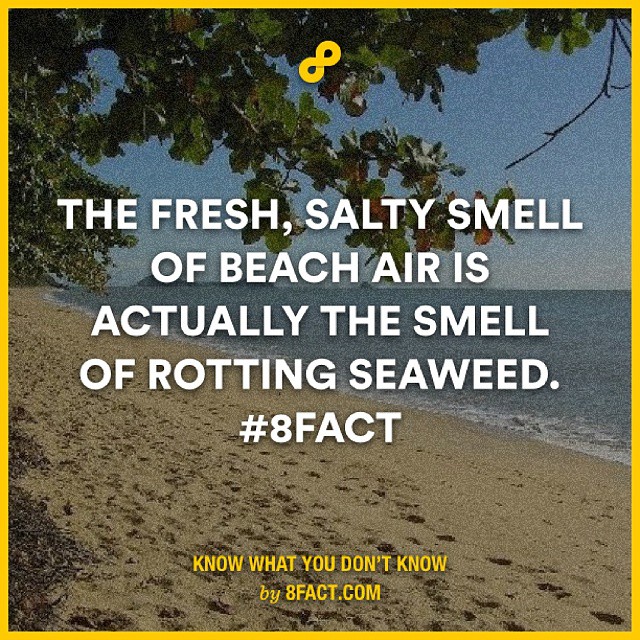 THE FRESH, SALTY SMELL
OF BEACH AIR IS
ACTUALLY THE SMELL
OF ROTTING SEAWEED.
#8FACT
KNOW WHAT YOU DON'T KNOW
by 8FACT.COM